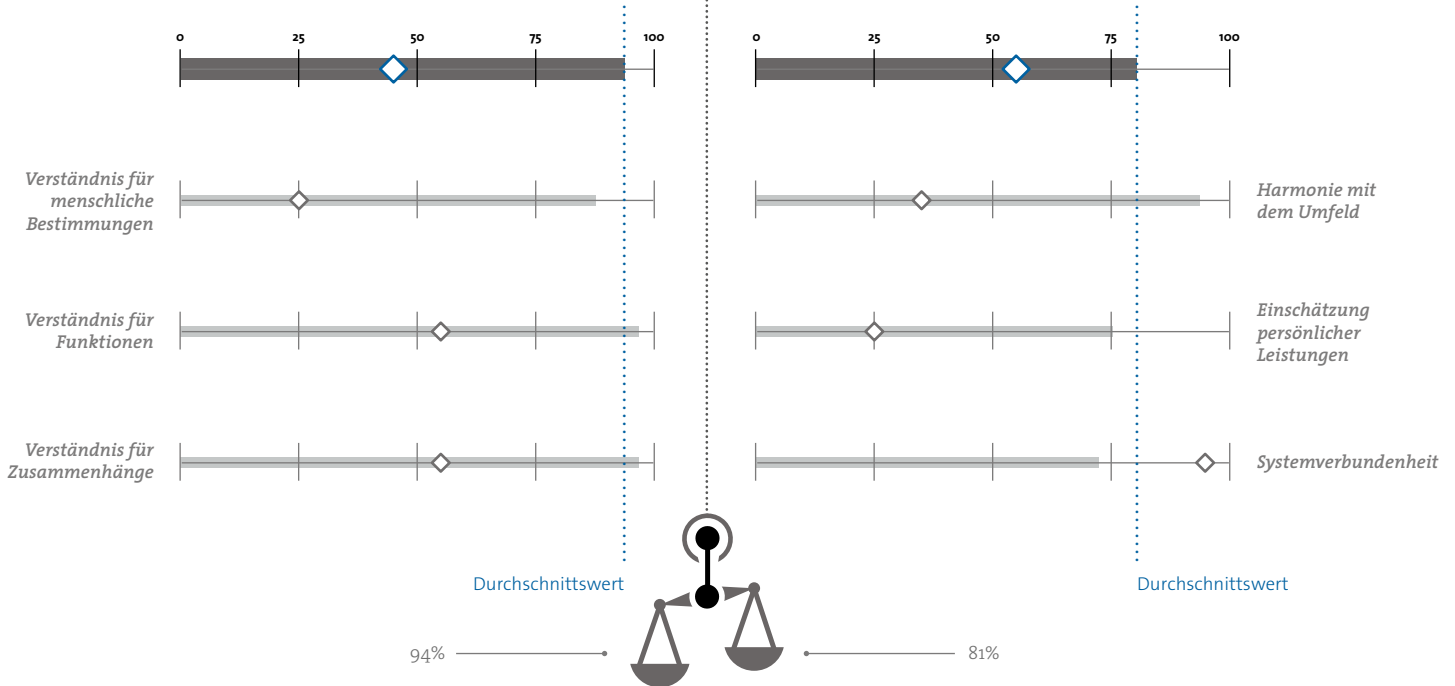 0 25 50 75 100
0 25 50 75 100
Verständnis für
menschliche
Bestimmungen
Harmonie mit
dem Umfeld
Verständnis für
Funktionen
Einschätzung
persönlicher
Leistungen
Verständnis für
Zusammenhänge
Systemverbundenheit
Durchschnittswert
Durchschnittswert
94%
81%